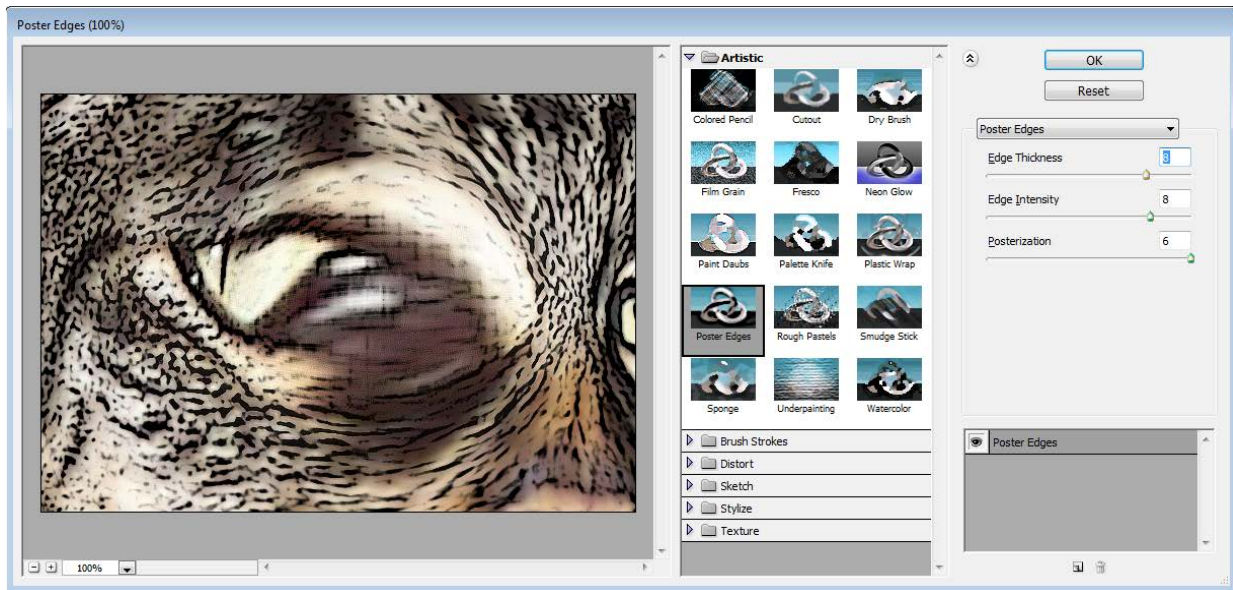 Poster Edges (100%)
Artistic
Colored Pencil
Cutout
Dry Brush
Film Grain
Fresco
Neon Glow
Paint Daubs
Palette Knife
Plastic Wrap
Poster Edges
Rough Pastels
Smudge Stick
Sponge
Underpainting
Watercolor
Brush Strokes
Distort
Sketch
Stylize
Texture
OK
Reset
Poster Edges
Edge Thickness 8
Edge Intensity 8
Posterization 6
Poster Edges
100%